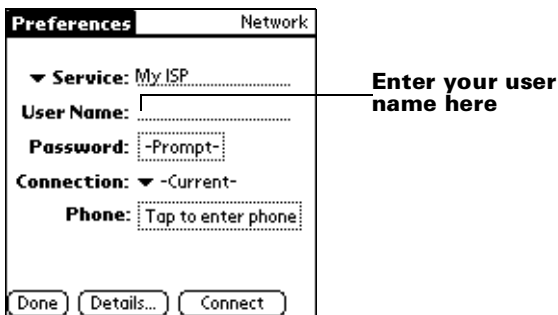 Preferences Network
Service: My ISP
Enter your user
name here
User Name:
Password: -Prompt-
Connection: -Current-
Phone: Tap to enter phone
Done Details... Connect